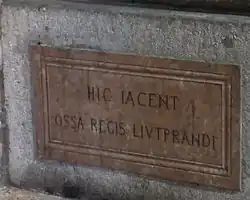 HIC IACENT
OSSA REGIS LIVTPRANDI